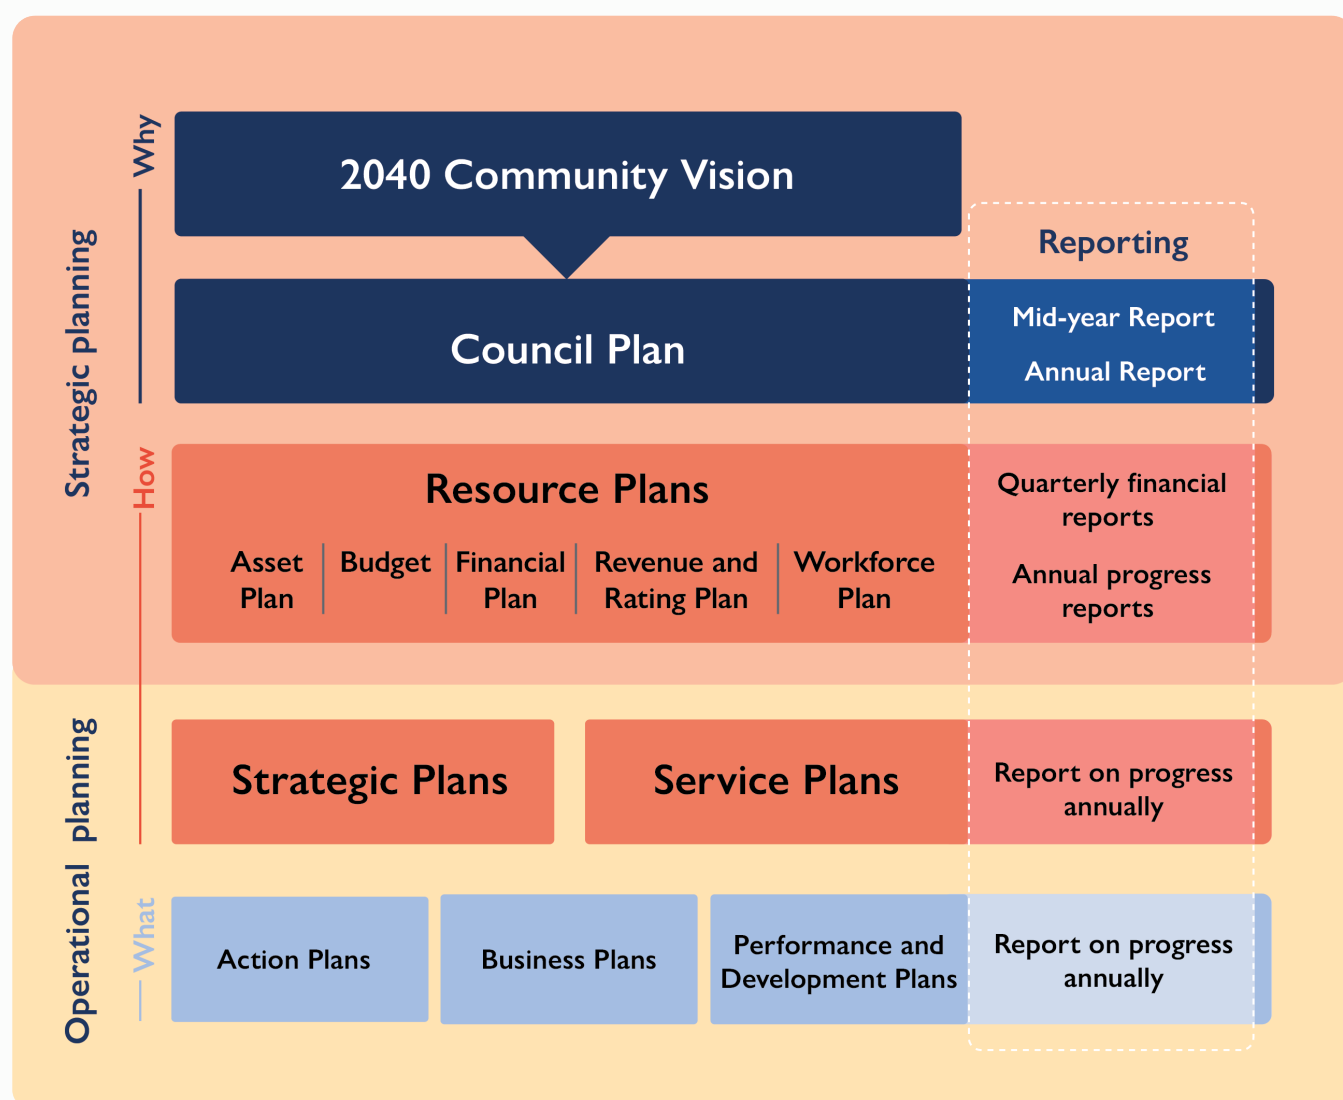 Strategic planning
Why
2040 Community Vision
Reporting
Council Plan
Mid-year Report
Annual Report
How
Resource Plans
Asset
Plan
Budget
Financial
Plan
Revenue and
Rating Plan
Workforce
Plan
Quarterly financial
reports
Annual progress
reports
Operational planning
Strategic Plans
Service Plans
Report on progress
annually
What
Action Plans
Business Plans
Performance and
Development Plans
Report on progress
annually